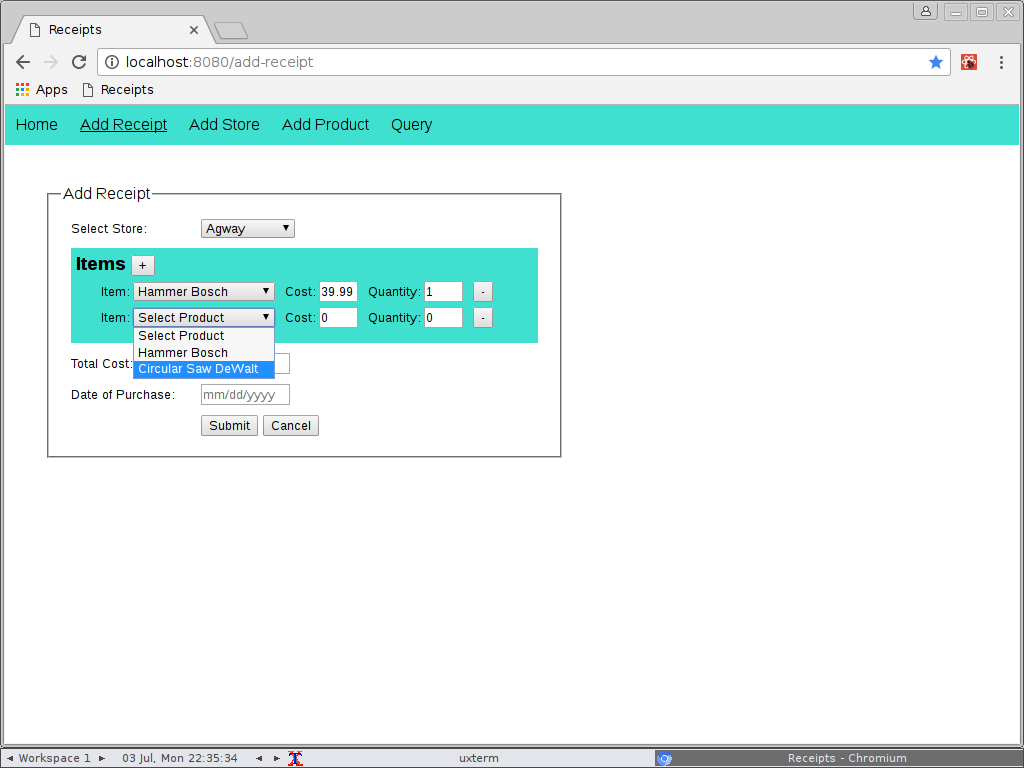 Receipts
localhost:8080/add-receipt
Apps Receipts
Home Add Receipt Add Store Add Product Query
Add Receipt
Select Store: Agway
Items +
Item: Hammer Bosch Cost: 39.99 Quantity: 1 -
Item: Select Product Cost: 0 Quantity: 0 -
Select Product
Hammer Bosch
Circular Saw DeWalt
Total Cost:
Date of Purchase: mm/dd/yyyy
Submit Cancel
Workspace 1 03 Jul, Mon 22:35:34 uxterm Receipts - Chromium